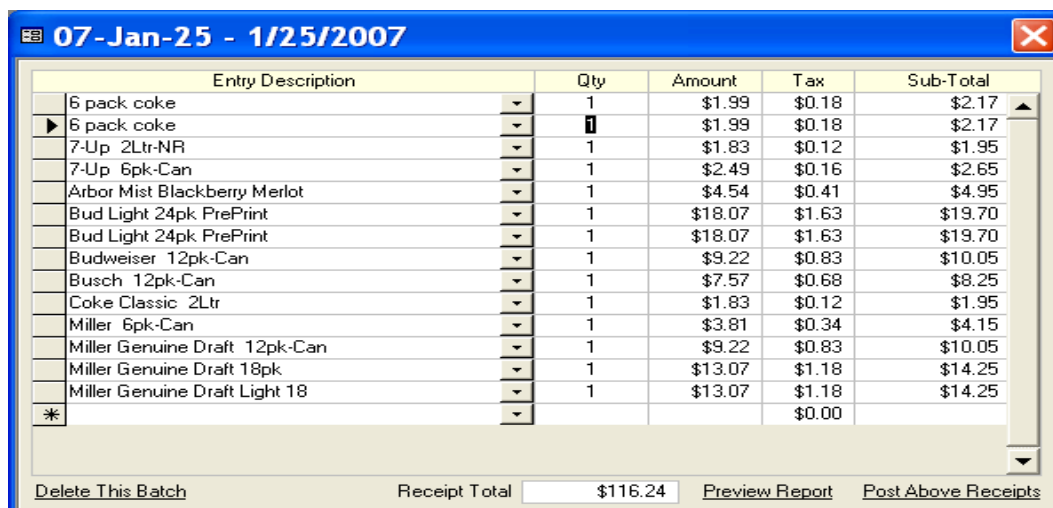 07-Jan-25 - 1/25/2007
Entry Description Qty Amount Tax Sub-Total
6 pack coke 1 $1.99 $0.18 $2.17
6 pack coke 1 $1.99 $0.18 $2.17
7-Up 2Ltr-NR 1 $1.83 $0.12 $1.95
7-Up 6pk-Can 1 $2.49 $0.16 $2.65
Arbor Mist Blackberry Merlot 1 $4.54 $0.41 $4.95
Bud Light 24pk PrePrint 1 $18.07 $1.63 $19.70
Bud Light 24pk PrePrint 1 $18.07 $1.63 $19.70
Budweiser 12pk-Can 1 $9.22 $0.83 $10.05
Busch 12pk-Can 1 $7.57 $0.68 $8.25
Coke Classic 2Ltr 1 $1.83 $0.12 $1.95
Miller 6pk-Can 1 $3.81 $0.34 $4.15
Miller Genuine Draft 12pk-Can 1 $9.22 $0.83 $10.05
Miller Genuine Draft 18pk 1 $13.07 $1.18 $14.25
Miller Genuine Draft Light 18 1 $13.07 $1.18 $14.25
$0.00
Delete This Batch Receipt Total $116.24 Preview Report Post Above Receipts